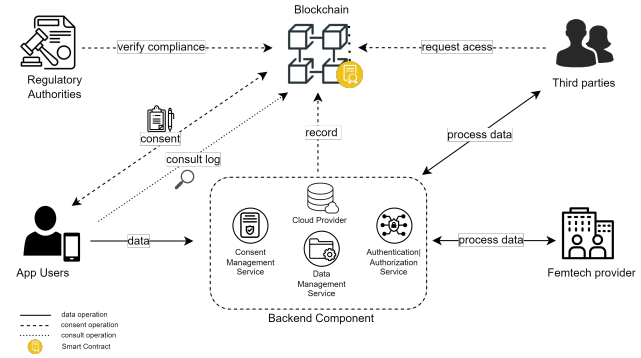 Blockchain
verify compliance
request acess
Regulatory
Authorities
Third parties
consent
record
process data
consult log
Cloud Provider
App Users
data
Consent
Management
Service
Data
Management
Service
Authentication|
Authorization
Service
process data
Femtech provider
Backend Component
data operation
consent operation
consult operation
Smart Contract